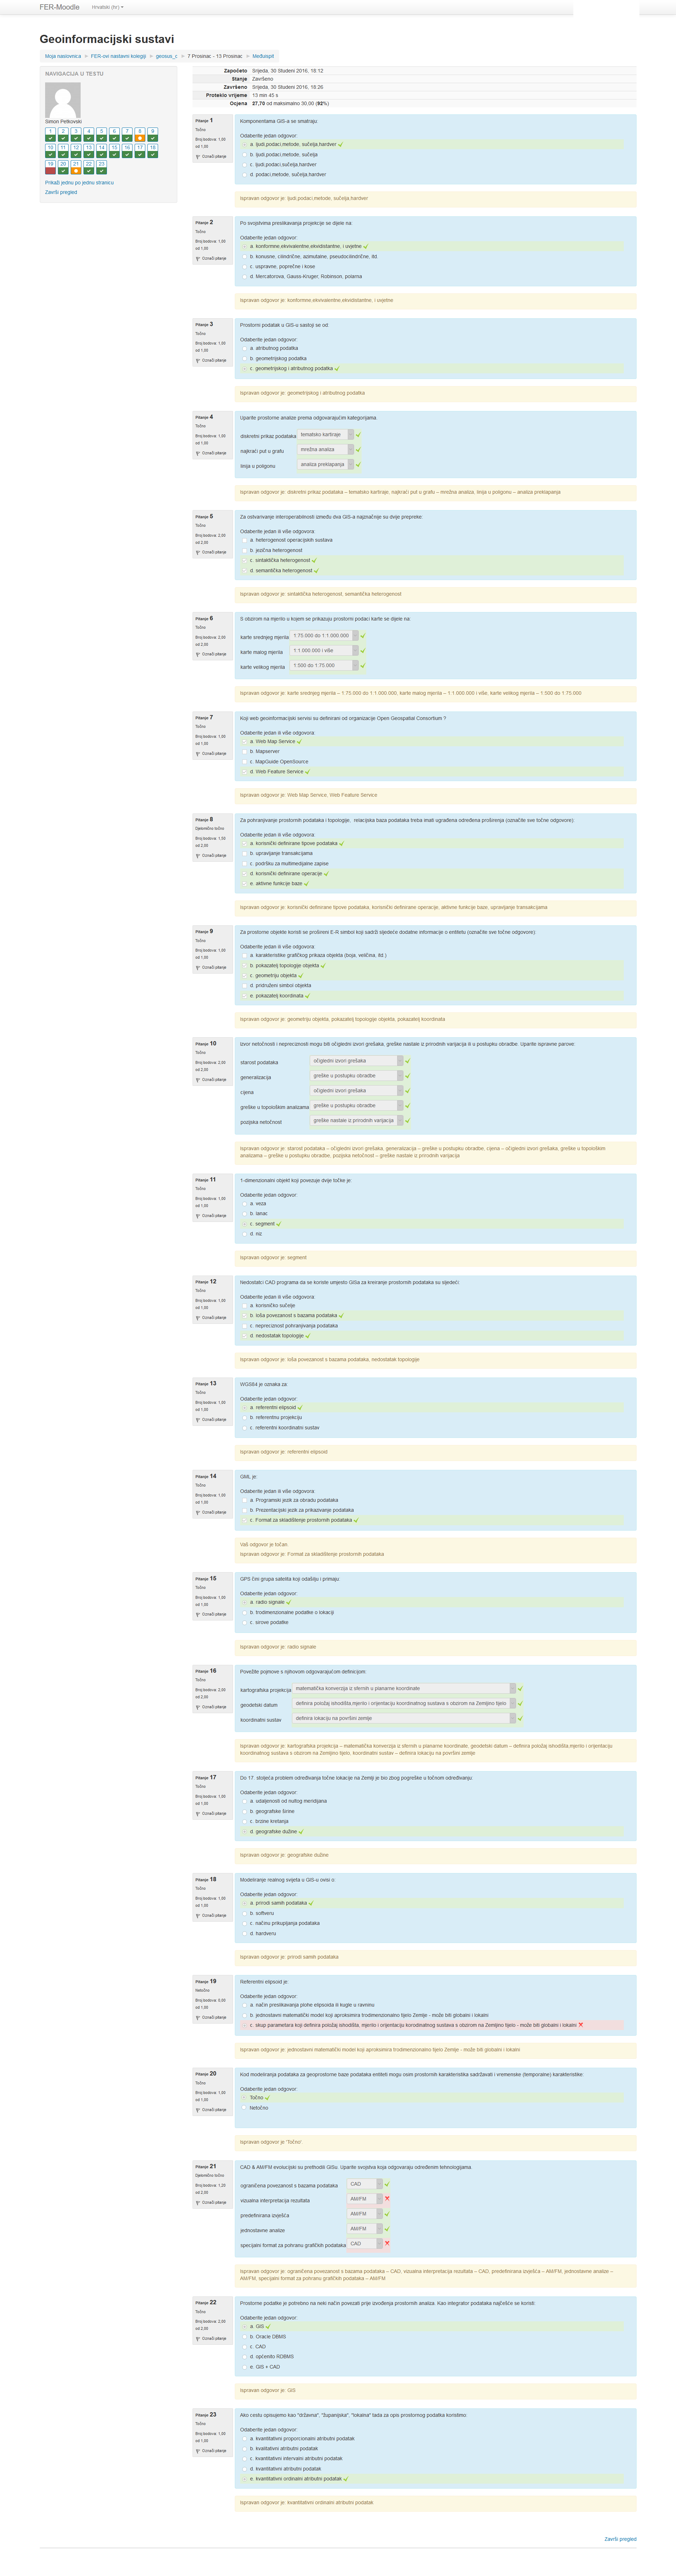 FER-Moodle Hrvatski (hr)
Geoinformacijski sustavi
Moja naslovnica FER-ovi nastavni kolegiji geosus_c 7 Prosinac - 13 Prosinac Međuispit
NAVIGACIJA U TESTU
Simon Petkovski
1 2 3 4 5 6 7 8 9
10 11 12 13 14 15 16 17 18
19 20 21 22 23
Prikaži jednu po jednu stranicu
Završi pregled
Započeto Srijeda, 30 Studeni 2016, 18:12
Stanje Završeno
Završeno Srijeda, 30 Studeni 2016, 18:26
Proteklo vrijeme 13 min 45 s
Ocjena 27,70 od maksimalno 30,00 (92%)
Pitanje 1
Točno
Broj bodova: 1,00 od 1,00
Označi pitanje
Komponentama GIS-a se smatraju:
Odaberite jedan odgovor:
a. ljudi,podaci,metode, sučelja,hardver
b. ljudi,podaci,metode, sučelja
c. ljudi,podaci,sučelja,hardver
d. podaci,metode, sučelja,hardver
Ispravan odgovor je: ljudi,podaci,metode, sučelja,hardver
Pitanje 2
Točno
Broj bodova: 1,00 od 1,00
Označi pitanje
Po svojstvima preslikavanja projekcije se dijele na:
Odaberite jedan odgovor:
a. konformne,ekvivalentne,ekvidistantne, i uvjetne
b. konusne, cilindrične, azimutalne, pseudocilindrične, itd.
c. uspravne, poprečne i kose
d. Mercatorova, Gauss-Kruger, Robinson, polarna
Ispravan odgovor je: konformne,ekvivalentne,ekvidistantne, i uvjetne
Pitanje 3
Točno
Broj bodova: 1,00 od 1,00
Označi pitanje
Prostorni podatak u GIS-u sastoji se od:
Odaberite jedan odgovor:
a. atributnog podatka
b. geometrijskog podatka
c. geometrijskog i atributnog podatka
Ispravan odgovor je: geometrijskog i atributnog podatka
Pitanje 4
Točno
Broj bodova: 1,00 od 1,00
Označi pitanje
Uparite prostorne analize prema odgovarajućim kategorijama.
diskretni prikaz podataka tematsko kartiraje
najkraći put u grafu mrežna analiza
linija u poligonu analiza preklapanja
Ispravan odgovor je: diskretni prikaz podataka – tematsko kartiraje, najkraći put u grafu – mrežna analiza, linija u poligonu – analiza preklapanja
Pitanje 5
Točno
Broj bodova: 2,00 od 2,00
Označi pitanje
Za ostvarivanje interoperabilnosti između dva GIS-a najznačnije su dvije prepreke:
Odaberite jedan ili više odgovora:
a. heterogenost operacijskih sustava
b. jezična heterogenost
c. sintaktička heterogenost
d. semantička heterogenost
Ispravan odgovor je: sintaktička heterogenost, semantička heterogenost
Pitanje 6
Točno
Broj bodova: 2,00 od 2,00
Označi pitanje
S obzirom na mjerilo u kojem se prikazuju prostorni podaci karte se dijele na:
karte srednjeg mjerila 1:75.000 do 1:1.000.000
karte malog mjerila 1:1.000.000 i više
karte velikog mjerila 1:500 do 1:75.000
Ispravan odgovor je: karte srednjeg mjerila – 1:75.000 do 1:1.000.000, karte malog mjerila – 1:1.000.000 i više, karte velikog mjerila – 1:500 do 1:75.000
Pitanje 7
Točno
Broj bodova: 1,00 od 1,00
Označi pitanje
Koji web geoinformacijski servisi su definirani od organizacije Open Geospatial Consortium ?
Odaberite jedan ili više odgovora:
a. Web Map Service
b. Mapserver
c. MapGuide OpenSource
d. Web Feature Service
Ispravan odgovor je: Web Map Service, Web Feature Service
Pitanje 8
Djelomično točno
Broj bodova: 1,50 od 2,00
Označi pitanje
Za pohranjivanje prostornih podataka i topologije, relacijska baza podataka treba imati ugrađena određena proširenja (označite sve točne odgovore):
Odaberite jedan ili više odgovora:
a. korisnički definirane tipove podataka
b. upravljanje transakcijama
c. podršku za multimedijalne zapise
d. korisnički definirane operacije
e. aktivne funkcije baze
Ispravan odgovor je: korisnički definirane tipove podataka, korisnički definirane operacije, aktivne funkcije baze, upravljanje transakcijama
Pitanje 9
Točno
Broj bodova: 1,00 od 1,00
Označi pitanje
Za prostorne objekte koristi se prošireni E-R simbol koji sadrži sljedeće dodatne informacije o entitetu (označite sve točne odgovore):
Odaberite jedan ili više odgovora:
a. karakteristike grafičkog prikaza objekta (boja, veličina, itd.)
b. pokazatelj topologije objekta
c. geometriju objekta
d. pridruženi simbol objekta
e. pokazatelj koordinata
Ispravan odgovor je: geometriju objekta, pokazatelj topologije objekta, pokazatelj koordinata
Pitanje 10
Točno
Broj bodova: 2,00 od 2,00
Označi pitanje
Izvor netočnosti i nepreciznosti mogu biti očigledni izvori grešaka, greške nastale iz prirodnih varijacija ili u postupku obradbe. Uparite ispravne parove:
starost podataka očigledni izvori grešaka
generalizacija greške u postupku obradbe
cijena očigledni izvori grešaka
greške u topološkim analizama greške u postupku obradbe
pozijska netočnost greške nastale iz prirodnih varijacija
Ispravan odgovor je: starost podataka – očigledni izvori grešaka, generalizacija – greške u postupku obradbe, cijena – očigledni izvori grešaka, greške u topološkim
analizama – greške u postupku obradbe, pozijska netočnost – greške nastale iz prirodnih varijacija
Pitanje 11
Točno
Broj bodova: 1,00 od 1,00
Označi pitanje
1-dimenzionalni objekt koji povezuje dvije točke je:
Odaberite jedan odgovor:
a. veza
b. lanac
c. segment
d. niz
Ispravan odgovor je: segment
Pitanje 12
Točno
Broj bodova: 1,00 od 1,00
Označi pitanje
Nedostatci CAD programa da se koriste umjesto GISa za kreiranje prostornih podataka su sljedeći:
Odaberite jedan ili više odgovora:
a. korisničko sučelje
b. loša povezanost s bazama podataka
c. nepreciznost pohranjivanja podataka
d. nedostatak topologije
Ispravan odgovor je: loša povezanost s bazama podataka, nedostatak topologije
Pitanje 13
Točno
Broj bodova: 1,00 od 1,00
Označi pitanje
WGS84 je oznaka za:
Odaberite jedan odgovor:
a. referentni elipsoid
b. referentnu projekciju
c. referentni koordinatni sustav
Ispravan odgovor je: referentni elipsoid
Pitanje 14
Točno
Broj bodova: 1,00 od 1,00
Označi pitanje
GML je:
Odaberite jedan ili više odgovora:
a. Programski jezik za obradu podataka
b. Prezentacijski jezik za prikazivanje podataka
c. Format za skladištenje prostornih podataka
Vaš odgovor je točan.
Ispravan odgovor je: Format za skladištenje prostornih podataka
Pitanje 15
Točno
Broj bodova: 1,00 od 1,00
Označi pitanje
GPS čini grupa satelita koji odašilju i primaju:
Odaberite jedan odgovor:
a. radio signale
b. trodimenzionalne podatke o lokaciji
c. sirove podatke
Ispravan odgovor je: radio signale
Pitanje 16
Točno
Broj bodova: 2,00 od 2,00
Označi pitanje
Povežite pojmove s njihovom odgovarajućom definicijom:
kartografska projekcija matematička konverzija iz sfernih u planarne koordinate
geodetski datum definira položaj ishodišta,mjerilo i orijentaciju koordinatnog sustava s obzirom na Zemljino tijelo
koordinatni sustav definira lokaciju na površini zemlje
Ispravan odgovor je: kartografska projekcija – matematička konverzija iz sfernih u planarne koordinate, geodetski datum – definira položaj ishodišta,mjerilo i orijentaciju
koordinatnog sustava s obzirom na Zemljino tijelo, koordinatni sustav – definira lokaciju na površini zemlje
Pitanje 17
Točno
Broj bodova: 1,00 od 1,00
Označi pitanje
Do 17. stoljeća problem određivanja točne lokacije na Zemlji je bio zbog pogreške u točnom određivanju:
Odaberite jedan odgovor:
a. udaljenosti od nultog meridijana
b. geografske širine
c. brzine kretanja
d. geografske dužine
Ispravan odgovor je: geografske dužine
Pitanje 18
Točno
Broj bodova: 1,00 od 1,00
Označi pitanje
Modeliranje realnog svijeta u GIS-u ovisi o:
Odaberite jedan odgovor:
a. prirodi samih podataka
b. softveru
c. načinu prikupljanja podataka
d. hardveru
Ispravan odgovor je: prirodi samih podataka
Pitanje 19
Netočno
Broj bodova: 0,00 od 1,00
Označi pitanje
Referentni elipsoid je:
Odaberite jedan odgovor:
a. način preslikavanja plohe elipsoida ili kugle u ravninu
b. jednostavni matematički model koji aproksimira trodimenzionalno tijelo Zemlje - može biti globalni i lokalni
c. skup parametara koji definira položaj ishodišta, mjerilo i orijentaciju korodinatnog sustava s obzirom na Zemljino tijelo - može biti globalni i lokalni
Ispravan odgovor je: jednostavni matematički model koji aproksimira trodimenzionalno tijelo Zemlje - može biti globalni i lokalni
Pitanje 20
Točno
Broj bodova: 1,00 od 1,00
Označi pitanje
Kod modeliranja podataka za geoprostorne baze podataka entiteti mogu osim prostornih karakteristika sadržavati i vremenske (temporalne) karakteristike:
Odaberite jedan odgovor:
Točno
Netočno
Ispravan odgovor je 'Točno'.
Pitanje 21
Djelomično točno
Broj bodova: 1,20 od 2,00
Označi pitanje
CAD & AM/FM evolucijski su prethodili GISu. Uparite svojstva koja odgovaraju određenim tehnologijama.
ograničena povezanost s bazama podataka CAD
vizualna interpretacija rezultata AM/FM
predefinirana izvješća AM/FM
jednostavne analize AM/FM
specijalni format za pohranu grafičkih podataka CAD
Ispravan odgovor je: ograničena povezanost s bazama podataka – CAD, vizualna interpretacija rezultata – CAD, predefinirana izvješća – AM/FM, jednostavne analize –
AM/FM, specijalni format za pohranu grafičkih podataka – AM/FM
Pitanje 22
Točno
Broj bodova: 2,00 od 2,00
Označi pitanje
Prostorne podatke je potrebno na neki način povezati prije izvođenja prostornih analiza. Kao integrator podataka najčešće se koristi:
Odaberite jedan odgovor:
a. GIS
b. Oracle DBMS
c. CAD
d. općenito RDBMS
e. GIS + CAD
Ispravan odgovor je: GIS
Pitanje 23
Točno
Broj bodova: 1,00 od 1,00
Označi pitanje
Ako cestu opisujemo kao "državna", "županijska", "lokalna" tada za opis prostornog podatka koristimo:
Odaberite jedan odgovor:
a. kvantitativni proporcionalni atributni podatak
b. kvalitativni atributni podatak
c. kvantitativni intervalni atributni podatak
d. kvantitativni atributni podatak
e. kvantitativni ordinalni atributni podatak
Ispravan odgovor je: kvantitativni ordinalni atributni podatak
Završi pregled